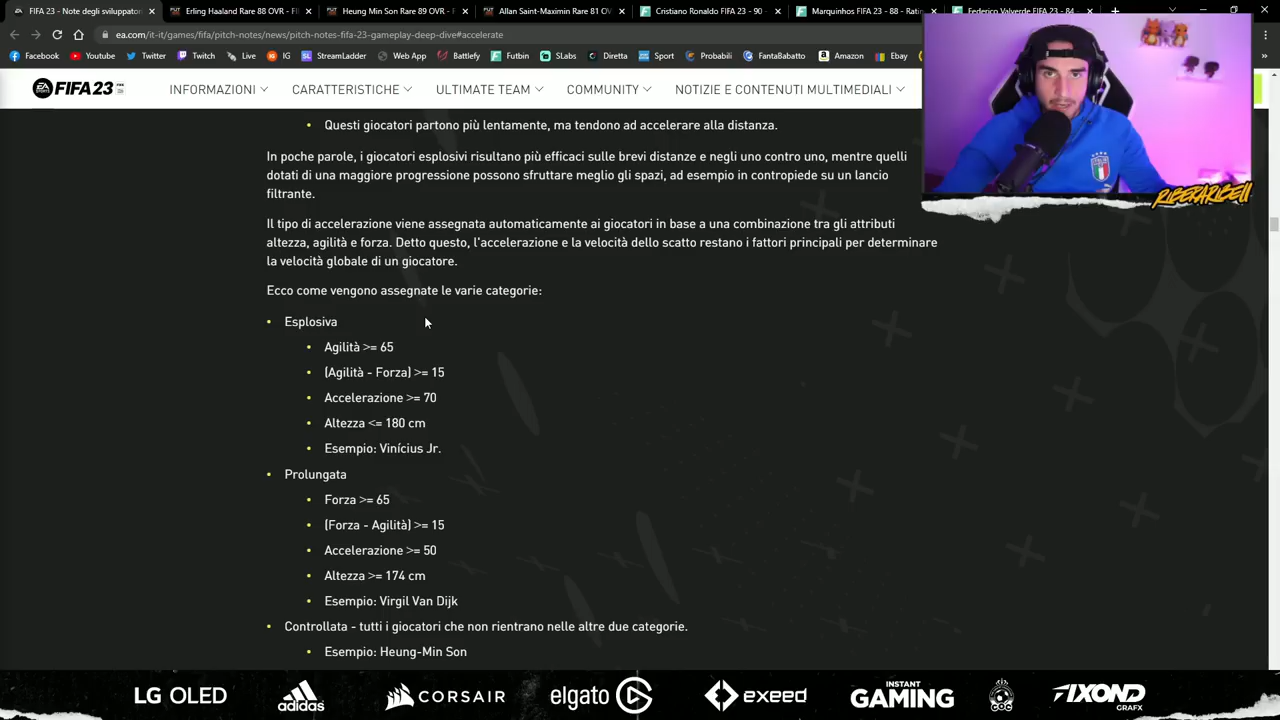 FIFA 23 - Note degli sviluppator
Erling Haaland Rare 88 OVR - FI
Heung Min Son Rare 89 OVR - F
Allan Saint-Maximin Rare 81 OV
Cristiano Ronaldo FIFA 23 - 90 -
Marquinhos FIFA 23 - 88 - Ratin
Federico Valverde FIFA 23 - 84 -
ea.com/it-it/games/fifa/pitch-notes/news/pitch-notes-fifa-23-gameplay-deep-dive#accelerate
Facebook
Youtube
Twitter
Twitch
Live
IG
StreamLadder
Web App
Battlefy
Futbin
SLabs
Diretta
Sport
Probabili
FantaBabatto
Amazon
Ebay
EA SPORTS FIFA 23
INFORMAZIONI
CARATTERISTICHE
ULTIMATE TEAM
COMMUNITY
NOTIZIE E CONTENUTI MULTIMEDIALI
Questi giocatori partono più lentamente, ma tendono ad accelerare alla distanza.
In poche parole, i giocatori esplosivi risultano più efficaci sulle brevi distanze e negli uno contro uno, mentre quelli
dotati di una maggiore progressione possono sfruttare meglio gli spazi, ad esempio in contropiede su un lancio
filtrante.
Il tipo di accelerazione viene assegnata automaticamente ai giocatori in base a una combinazione tra gli attributi
altezza, agilità e forza. Detto questo, l'accelerazione e la velocità dello scatto restano i fattori principali per determinare
la velocità globale di un giocatore.
Ecco come vengono assegnate le varie categorie:
Esplosiva
Agilità >= 65
(Agilità - Forza) >= 15
Accelerazione >= 70
Altezza <= 180 cm
Esempio: Vinícius Jr.
Prolungata
Forza >= 65
(Forza - Agilità) >= 15
Accelerazione >= 50
Altezza >= 174 cm
Esempio: Virgil Van Dijk
Controllata - tutti i giocatori che non rientrano nelle altre due categorie.
Esempio: Heung-Min Son
ITALIA
RIBERARIBELL
LG OLED
adidas
CORSAIR
elgato
exeed
INSTANT
GAMING
FIXOND
GRAFX